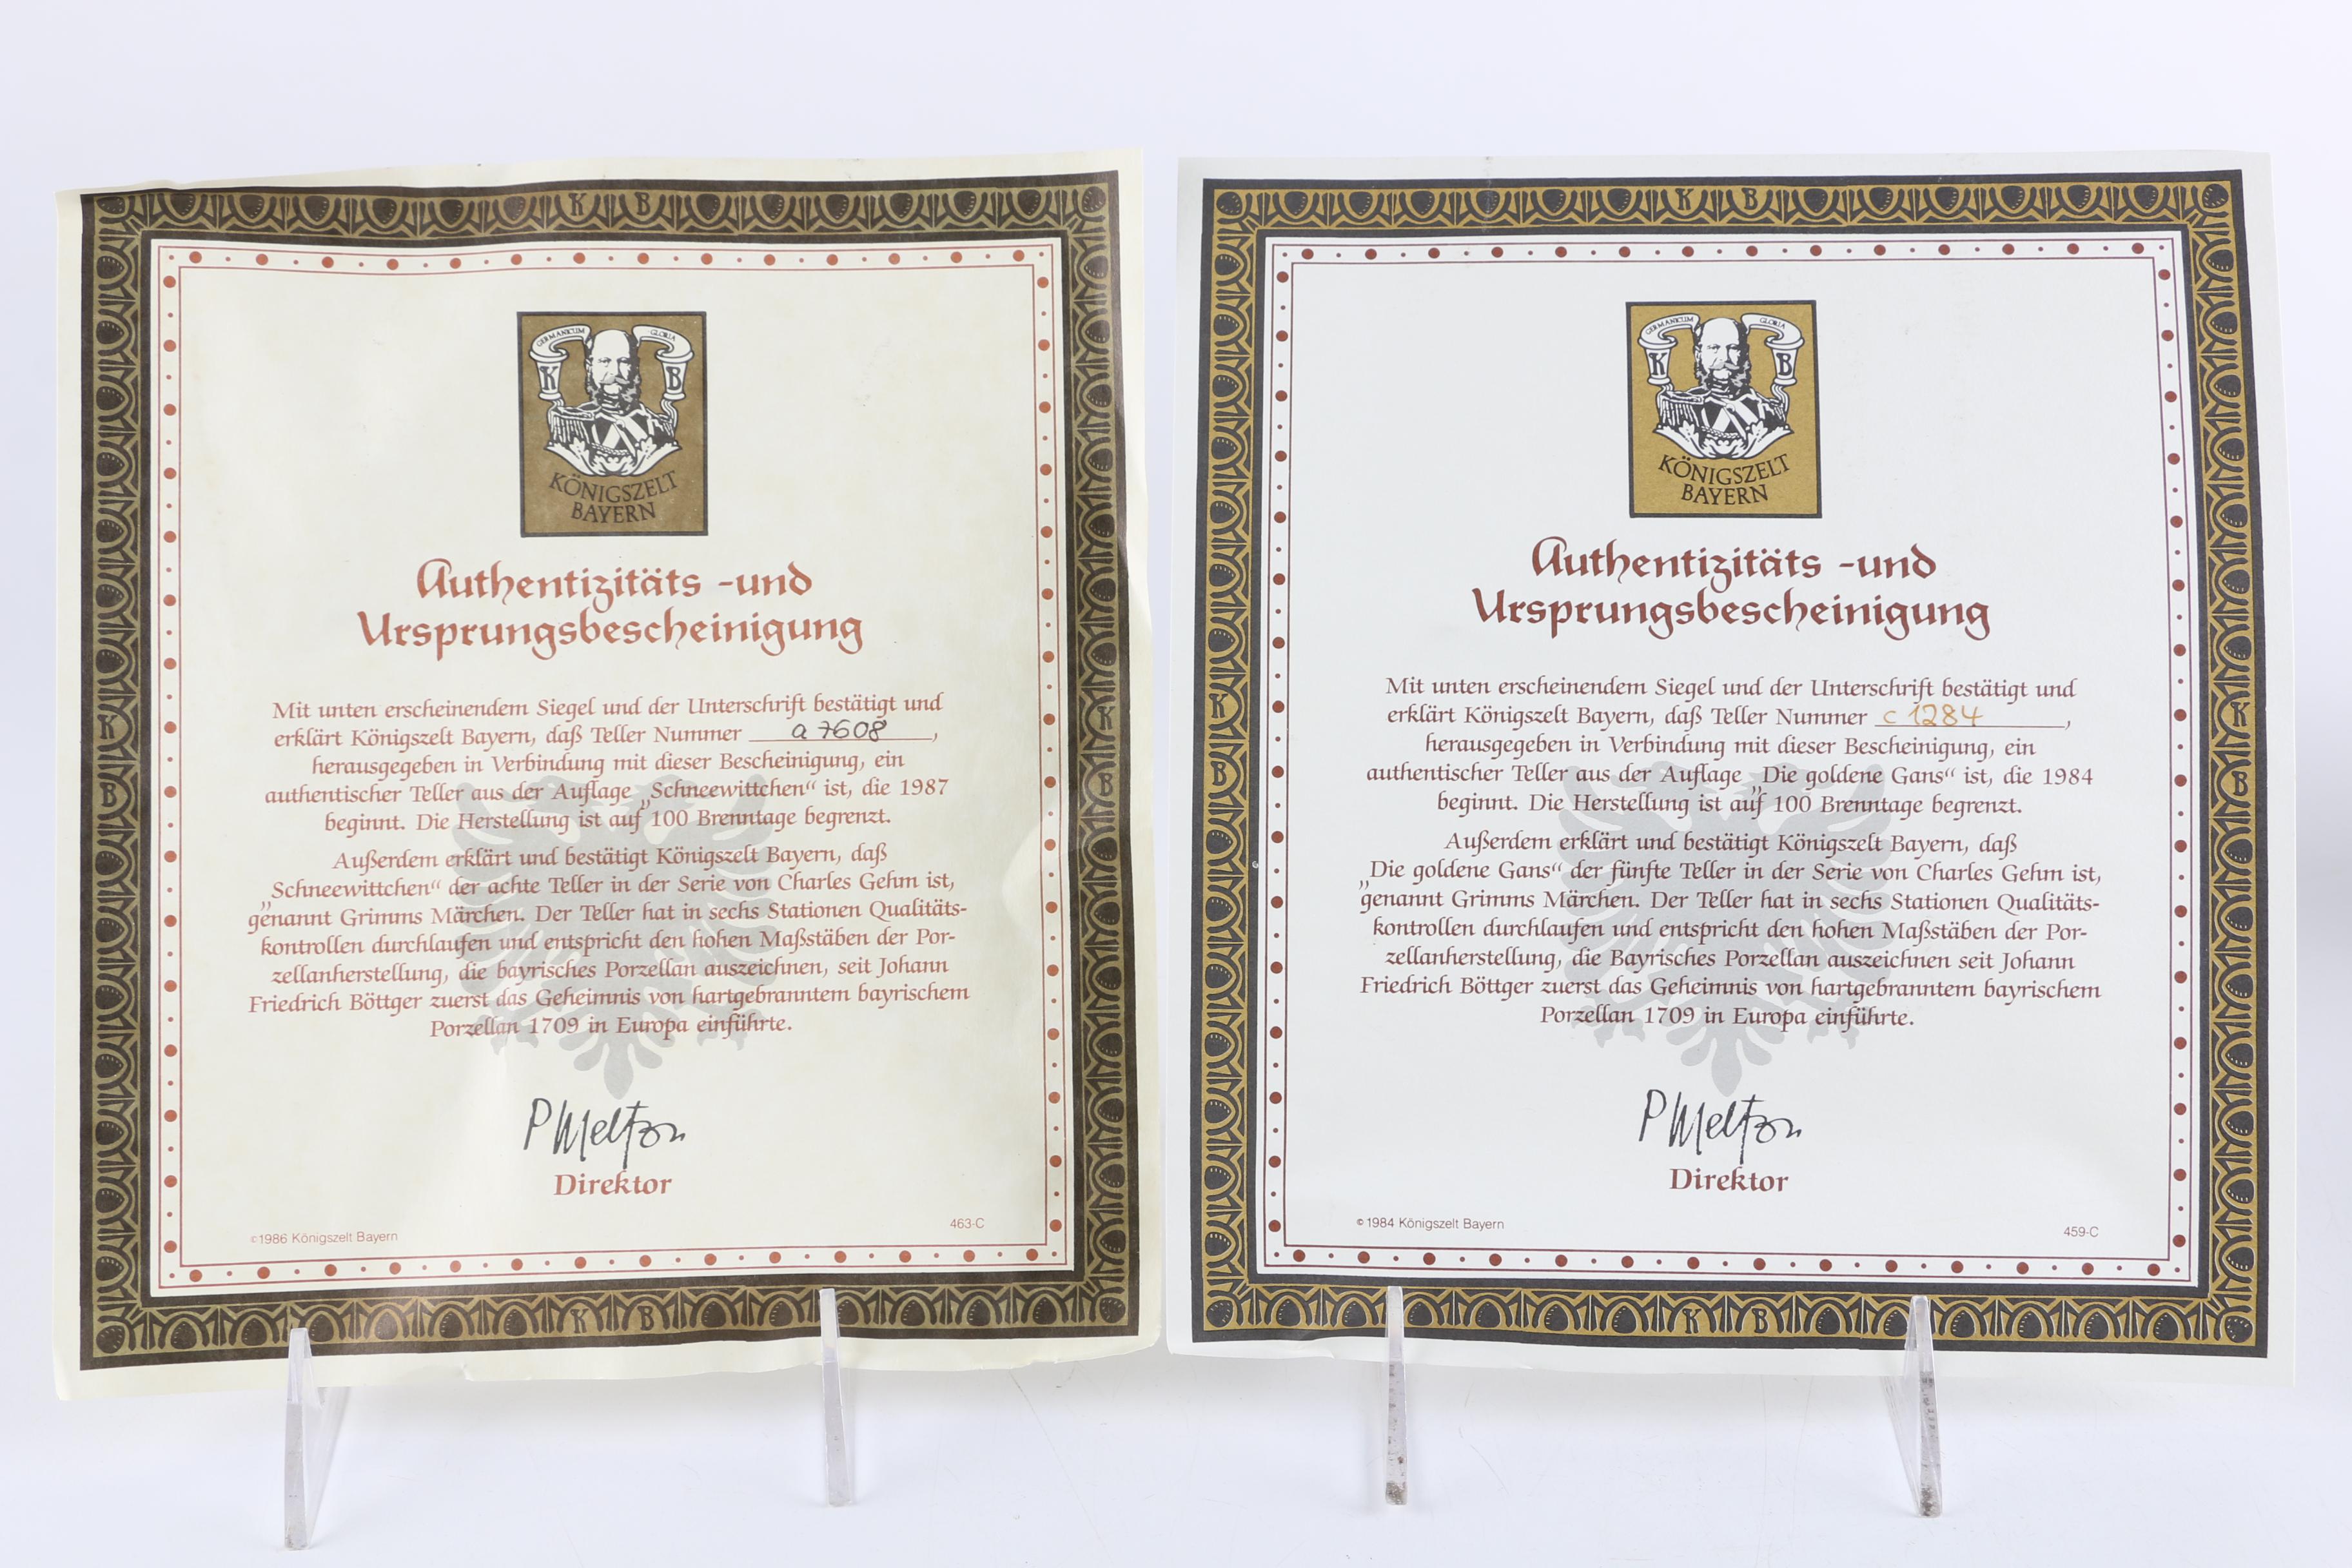 K B
GERMANICUM GLORIA
K B
KÖNIGSZELT
BAYERN
Authentizitäts -und
Ursprungsbescheinigung
Mit unten erscheinendem Siegel und der Unterschrift bestätigt und
erklärt Königszelt Bayern, daß Teller Nummer a 7608,
herausgegeben in Verbindung mit dieser Bescheinigung, ein
authentischer Teller aus der Auflage „Schneewittchen“ ist, die 1987
beginnt. Die Herstellung ist auf 100 Brenntage begrenzt.
Außerdem erklärt und bestätigt Königszelt Bayern, daß
„Schneewittchen“ der achte Teller in der Serie von Charles Gehm ist,
genannt Grimms Märchen. Der Teller hat in sechs Stationen Qualitäts-
kontrollen durchlaufen und entspricht den hohen Maßstäben der Por-
zellanherstellung, die bayrisches Porzellan auszeichnen, seit Johann
Friedrich Böttger zuerst das Geheimnis von hartgebranntem bayrischem
Porzellan 1709 in Europa einführte.
P Melton
Direktor
©1986 Königszelt Bayern
463-C
K B
K B
K B
K B
GERMANICUM GLORIA
K B
KÖNIGSZELT
BAYERN
Authentizitäts -und
Ursprungsbescheinigung
Mit unten erscheinendem Siegel und der Unterschrift bestätigt und
erklärt Königszelt Bayern, daß Teller Nummer c 1284,
herausgegeben in Verbindung mit dieser Bescheinigung, ein
authentischer Teller aus der Auflage „Die goldene Gans“ ist, die 1984
beginnt. Die Herstellung ist auf 100 Brenntage begrenzt.
Außerdem erklärt und bestätigt Königszelt Bayern, daß
„Die goldene Gans“ der fünfte Teller in der Serie von Charles Gehm ist,
genannt Grimms Märchen. Der Teller hat in sechs Stationen Qualitäts-
kontrollen durchlaufen und entspricht den hohen Maßstäben der Por-
zellanherstellung, die Bayrisches Porzellan auszeichnen seit Johann
Friedrich Böttger zuerst das Geheimnis von hartgebranntem bayrischem
Porzellan 1709 in Europa einführte.
P Melton
Direktor
©1984 Königszelt Bayern
459-C
K B
K B
K B